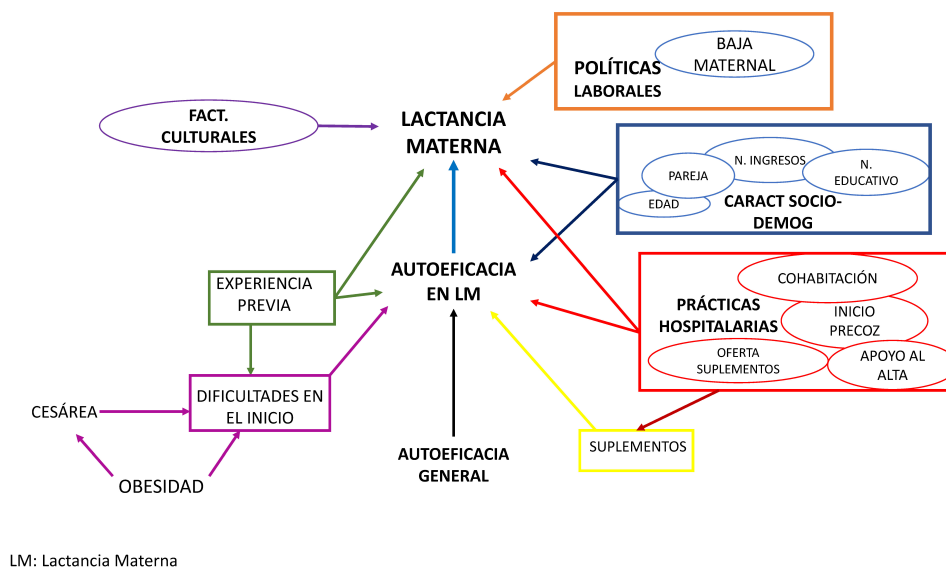 BAJA
MATERNAL
POLÍTICAS
LABORALES
FACT.
CULTURALES
LACTANCIA
MATERNA
N. INGRESOS
N.
EDUCATIVO
PAREJA
EDAD
CARACT SOCIO-
DEMOG
AUTOEFICACIA
EN LM
EXPERIENCIA
PREVIA
COHABITACIÓN
PRÁCTICAS
HOSPITALARIAS
INICIO
PRECOZ
OFERTA
SUPLEMENTOS
APOYO AL
ALTA
DIFICULTADES EN
EL INICIO
CESÁREA
OBESIDAD
AUTOEFICACIA
GENERAL
SUPLEMENTOS
LM: Lactancia Materna